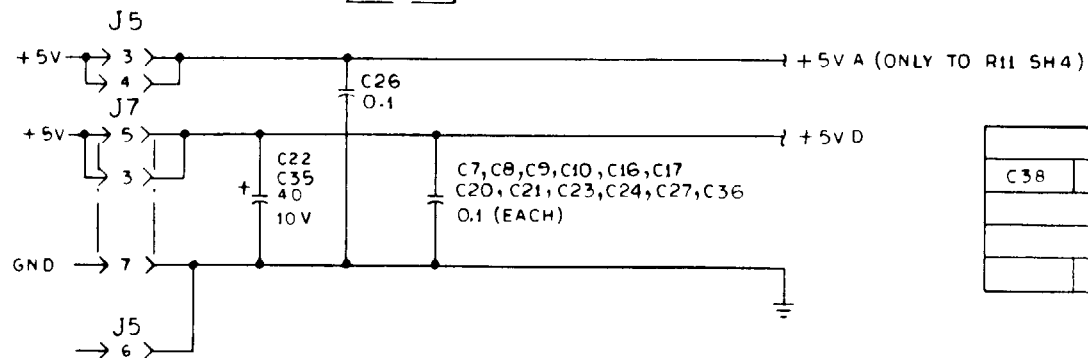 J5
+5V 3 +5V A (ONLY TO R11 SH4)
4
C26
0.1
J7
+5V 5 +5V D
3
C22
C35
40
10V
+
C7, C8, C9, C10, C16, C17
C20, C21, C23, C24, C27, C36
0.1 (EACH)
C38
GND 7
J5
6